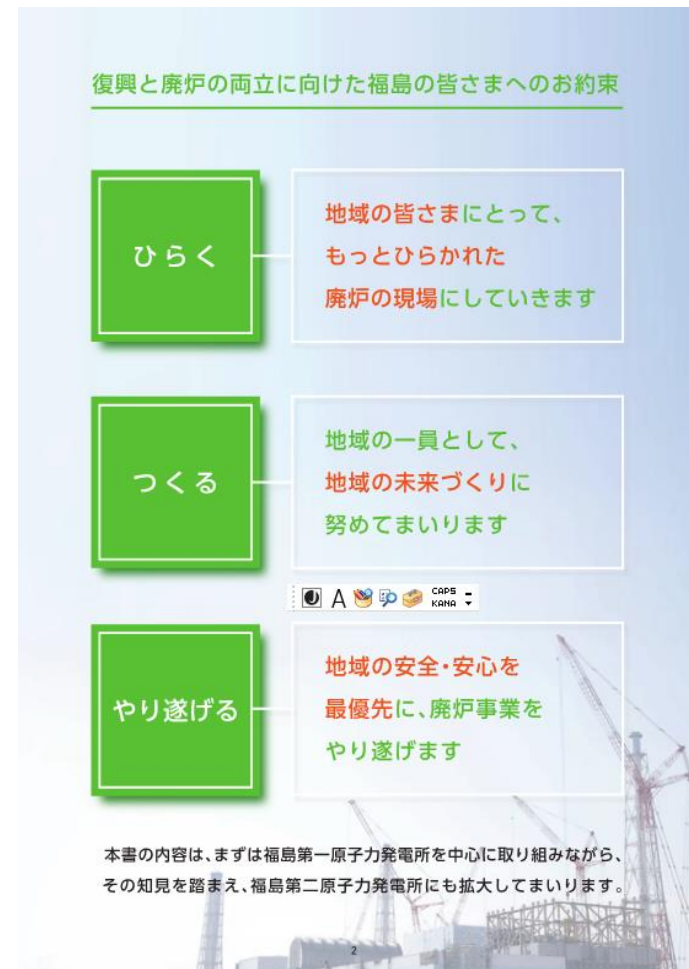 復興と廃炉の両立に向けた福島の皆さまへのお約束
ひらく
地域の皆さまにとって、
もっとひらかれた
廃炉の現場にしていきます
つくる
地域の一員として、
地域の未来づくりに
努めてまいります
A CAPS
KANA
やり遂げる
地域の安全・安心を
最優先に、廃炉事業を
やり遂げます
本書の内容は、まずは福島第一原子力発電所を中心に取り組みながら、
その知見を踏まえ、福島第二原子力発電所にも拡大してまいります。
2